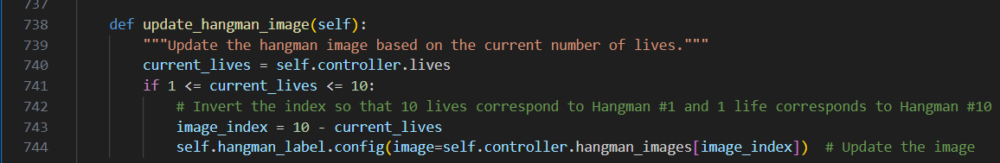 737
738 def update_hangman_image(self):
739 """Update the hangman image based on the current number of lives."""
740 current_lives = self.controller.lives
741 if 1 <= current_lives <= 10:
742 # Invert the index so that 10 lives correspond to Hangman #1 and 1 life corresponds to Hangman #10
743 image_index = 10 - current_lives
744 self.hangman_label.config(image=self.controller.hangman_images[image_index]) # Update the image